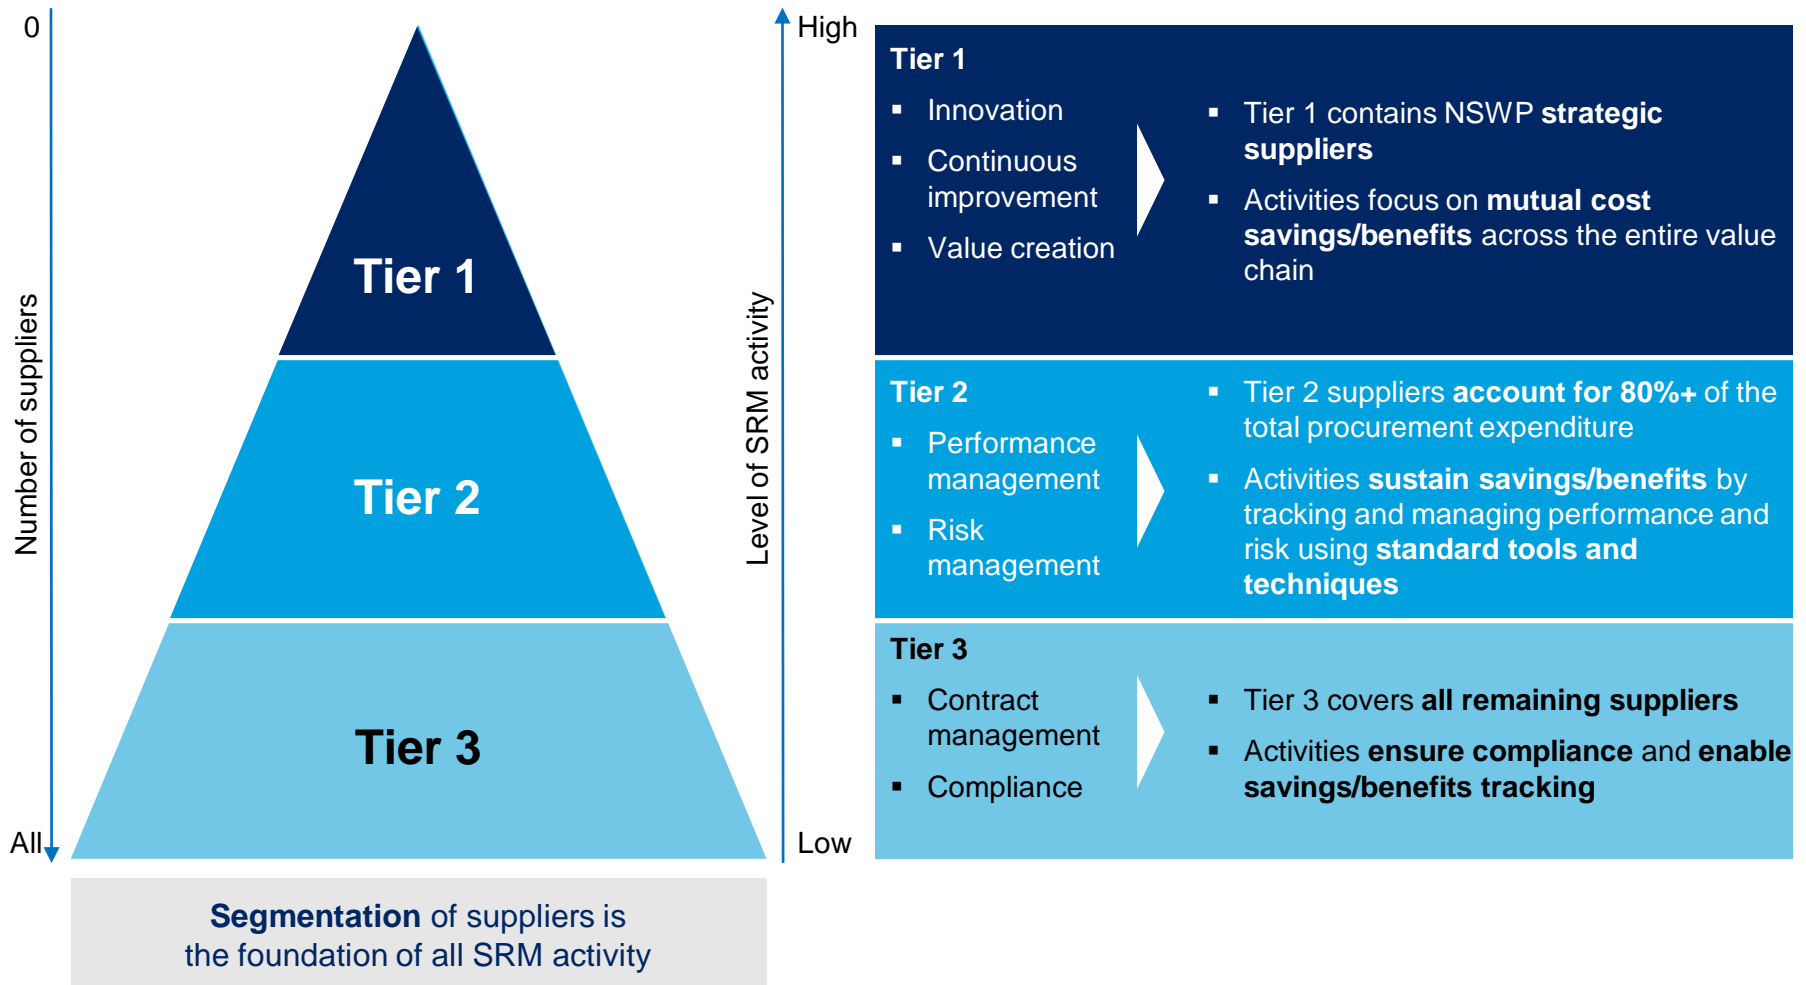 0
All
Number of suppliers
Tier 1
Tier 2
Tier 3
High
Low
Level of SRM activity
Segmentation of suppliers is
the foundation of all SRM activity
Tier 1
▪ Innovation
▪ Continuous
improvement
▪ Value creation
▪ Tier 1 contains NSWP strategic
suppliers
▪ Activities focus on mutual cost
savings/benefits across the entire value
chain
Tier 2
▪ Performance
management
▪ Risk
management
▪ Tier 2 suppliers account for 80%+ of the
total procurement expenditure
▪ Activities sustain savings/benefits by
tracking and managing performance and
risk using standard tools and
techniques
Tier 3
▪ Contract
management
▪ Compliance
▪ Tier 3 covers all remaining suppliers
▪ Activities ensure compliance and enable
savings/benefits tracking